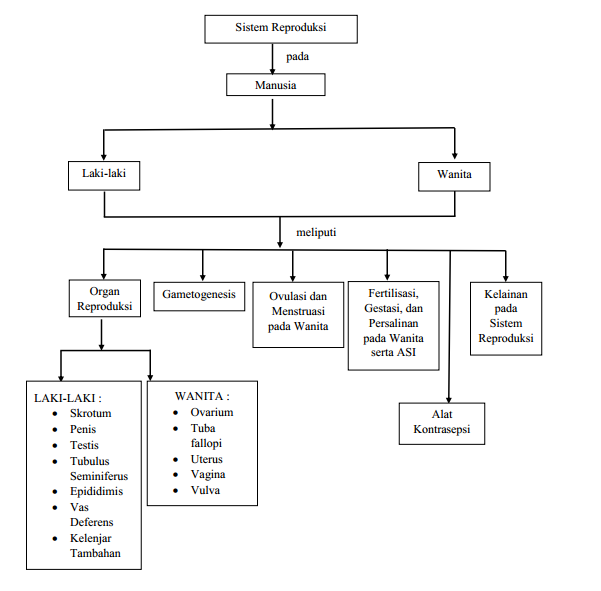 Sistem Reproduksi
pada
Manusia
Laki-laki
Wanita
meliputi
Organ
Reproduksi
Gametogenesis
Ovulasi dan
Menstruasi
pada Wanita
Fertilisasi,
Gestasi, dan
Persalinan
pada Wanita
serta ASI
Kelainan
pada
Sistem
Reproduksi
LAKI-LAKI :
• Skrotum
• Penis
• Testis
• Tubulus
Seminiferus
• Epididimis
• Vas
Deferens
• Kelenjar
Tambahan
WANITA :
• Ovarium
• Tuba
fallopi
• Uterus
• Vagina
• Vulva
Alat
Kontrasepsi